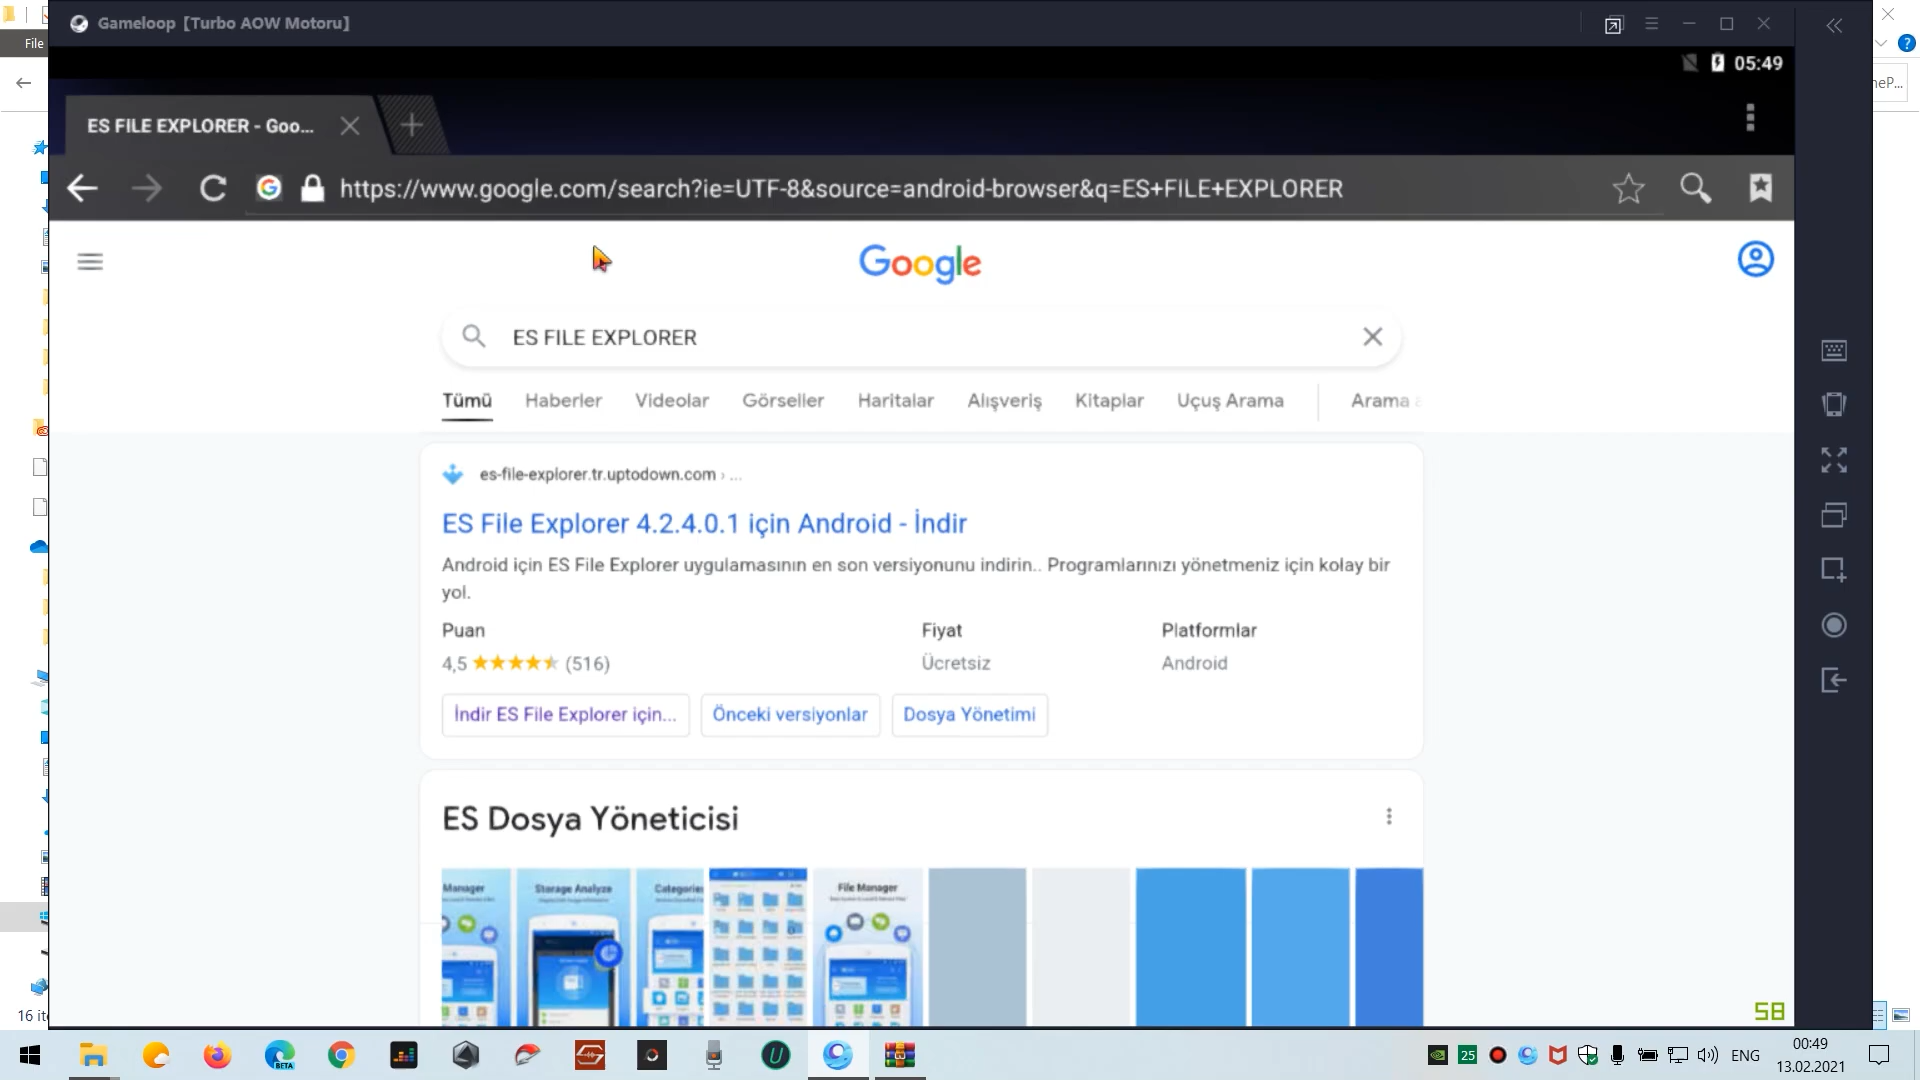 Gameloop [Turbo AOW Motoru]
File
05:49
ES FILE EXPLORER - Goo...
https://www.google.com/search?ie=UTF-8&source=android-browser&q=ES+FILE+EXPLORER
Google
ES FILE EXPLORER
Tümü Haberler Videolar Görseller Haritalar Alışveriş Kitaplar Uçuş Arama Arama
es-file-explorer.tr.uptodown.com › ...
ES File Explorer 4.2.4.0.1 için Android - İndir
Android için ES File Explorer uygulamasının en son versiyonunu indirin.. Programlarınızı yönetmeniz için kolay bir
yol.
Puan Fiyat Platformlar
4,5 (516) Ücretsiz Android
İndir ES File Explorer için... Önceki versiyonlar Dosya Yönetimi
ES Dosya Yöneticisi
Manager Storage Analyze Categories File Manager
58
16
BETA
25
ENG
00:49
13.02.2021